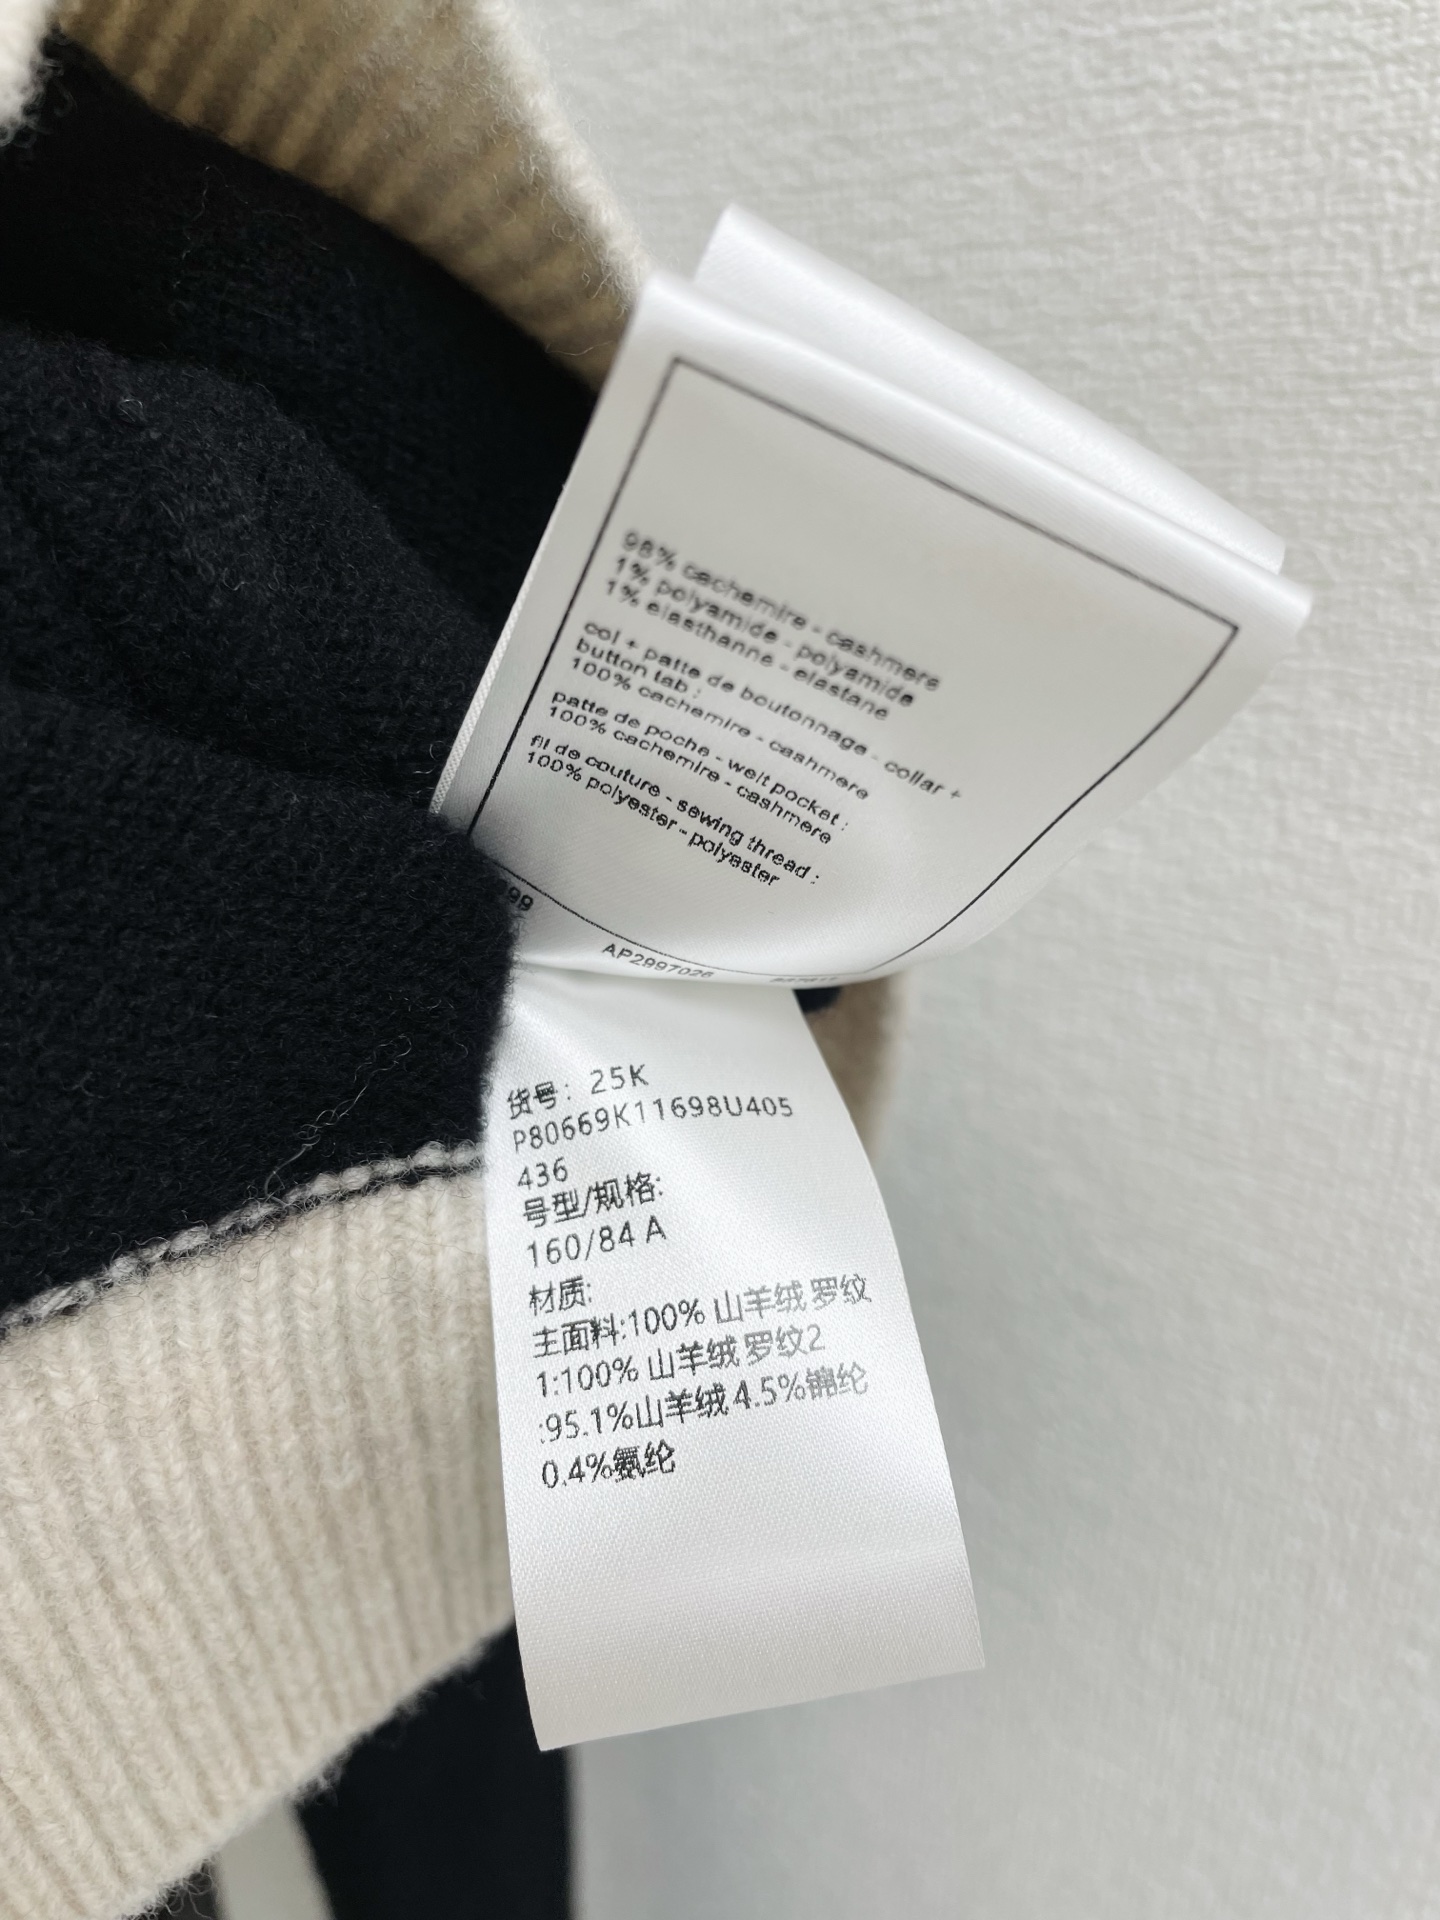 98% cachemire - cashmere
1% polyamide - polyamide
1% elasthanne - elastane
col + patte de boutonnage - collar +
button tab :
100% cachemire - cashmere
patte de poche - welt pocket :
100% cachemire - cashmere
fil de couture - sewing thread :
100% polyester - polyester
99
AP2997026
货号：25K
P80669K11698U405
436
号型/规格:
160/84 A
材质:
主面料:100% 山羊绒 罗纹
1:100% 山羊绒 罗纹2
:95.1%山羊绒 4.5%锦纶
0.4%氨纶